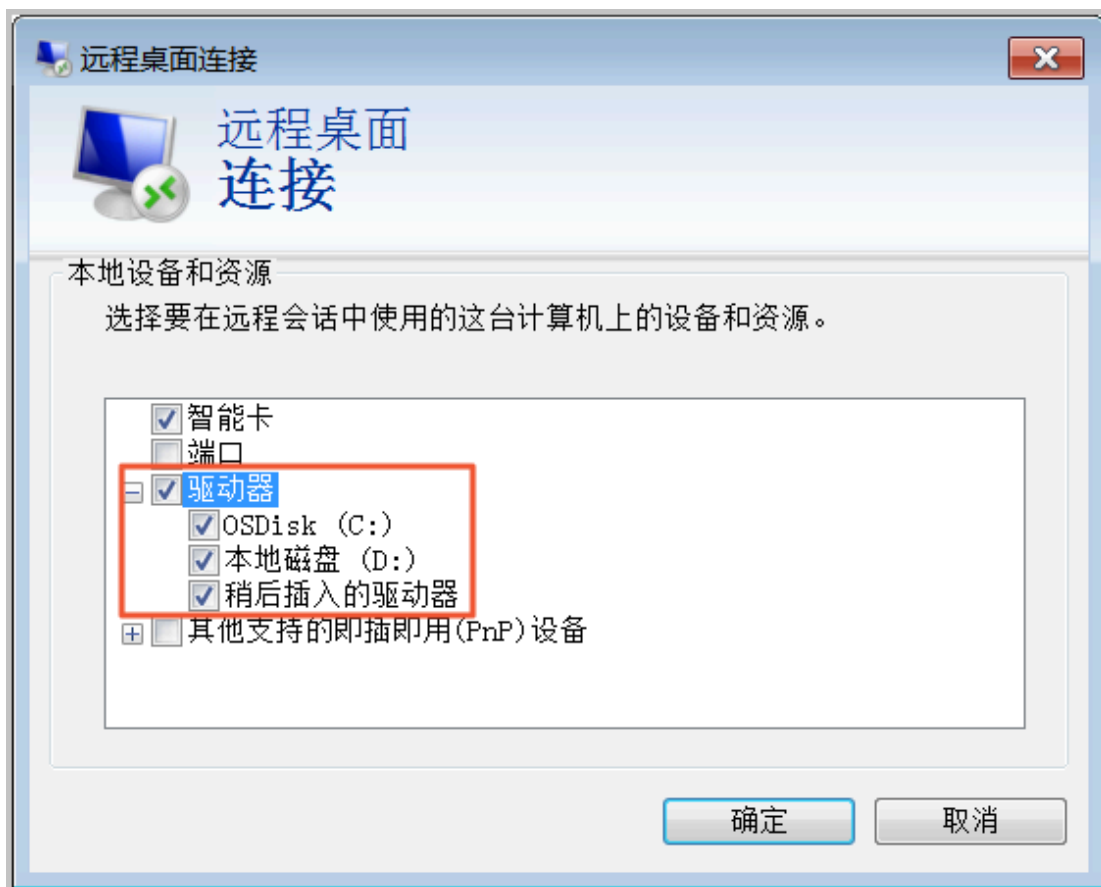 远程桌面连接
远程桌面
连接
本地设备和资源
选择要在远程会话中使用的这台计算机上的设备和资源。
智能卡
端口
驱动器
OSDisk (C:)
本地磁盘 (D:)
稍后插入的驱动器
其他支持的即插即用(PnP)设备
确定
取消